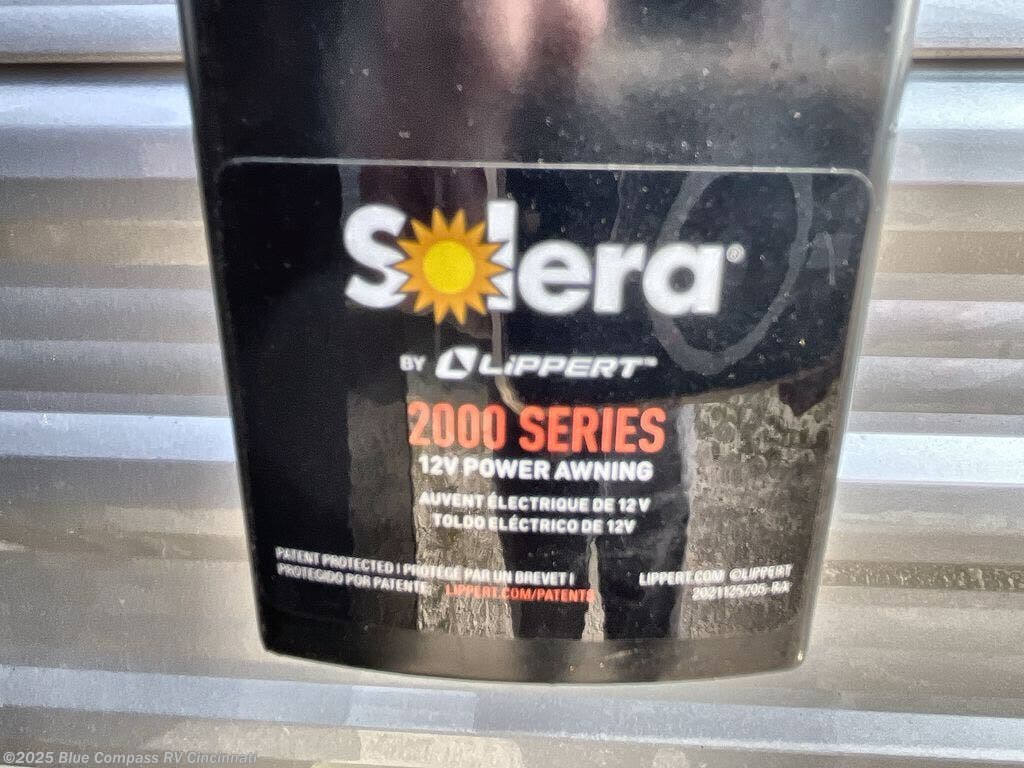 Solera®
BY LiPPERT™
2000 SERIES
12V POWER AWNING
AUVENT ÉLECTRIQUE DE 12 V
TOLDO ELÉCTRICO DE 12V
PATENT PROTECTED | PROTÉGÉ PAR UN BREVET |
PROTEGIDO POR PATENTE: LIPPERT.COM/PATENTS
LIPPERT.COM ©LIPPERT
2021125705-RA
©2025 Blue Compass RV Cincinnati